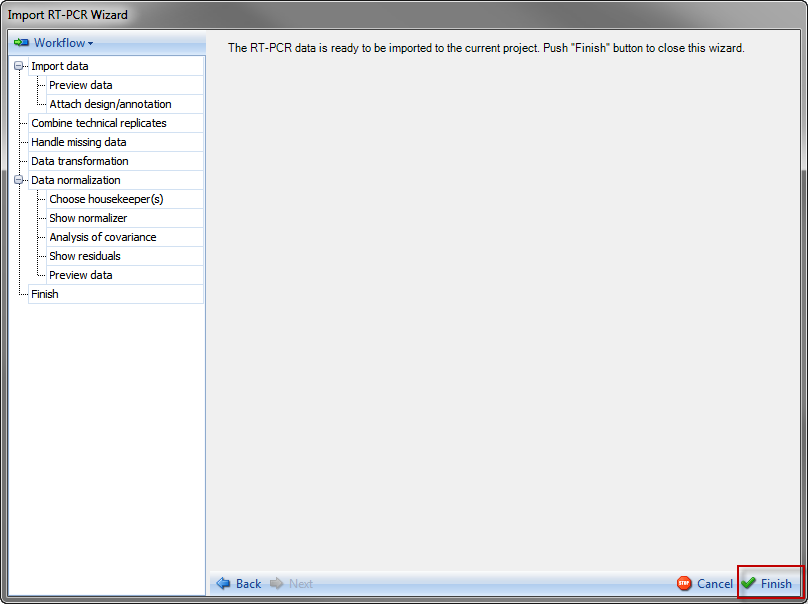 Import RT-PCR Wizard
Workflow
The RT-PCR data is ready to be imported to the current project. Push "Finish" button to close this wizard.
Import data
Preview data
Attach design/annotation
Combine technical replicates
Handle missing data
Data transformation
Data normalization
Choose housekeeper(s)
Show normalizer
Analysis of covariance
Show residuals
Preview data
Finish
Back Next STOP Cancel Finish